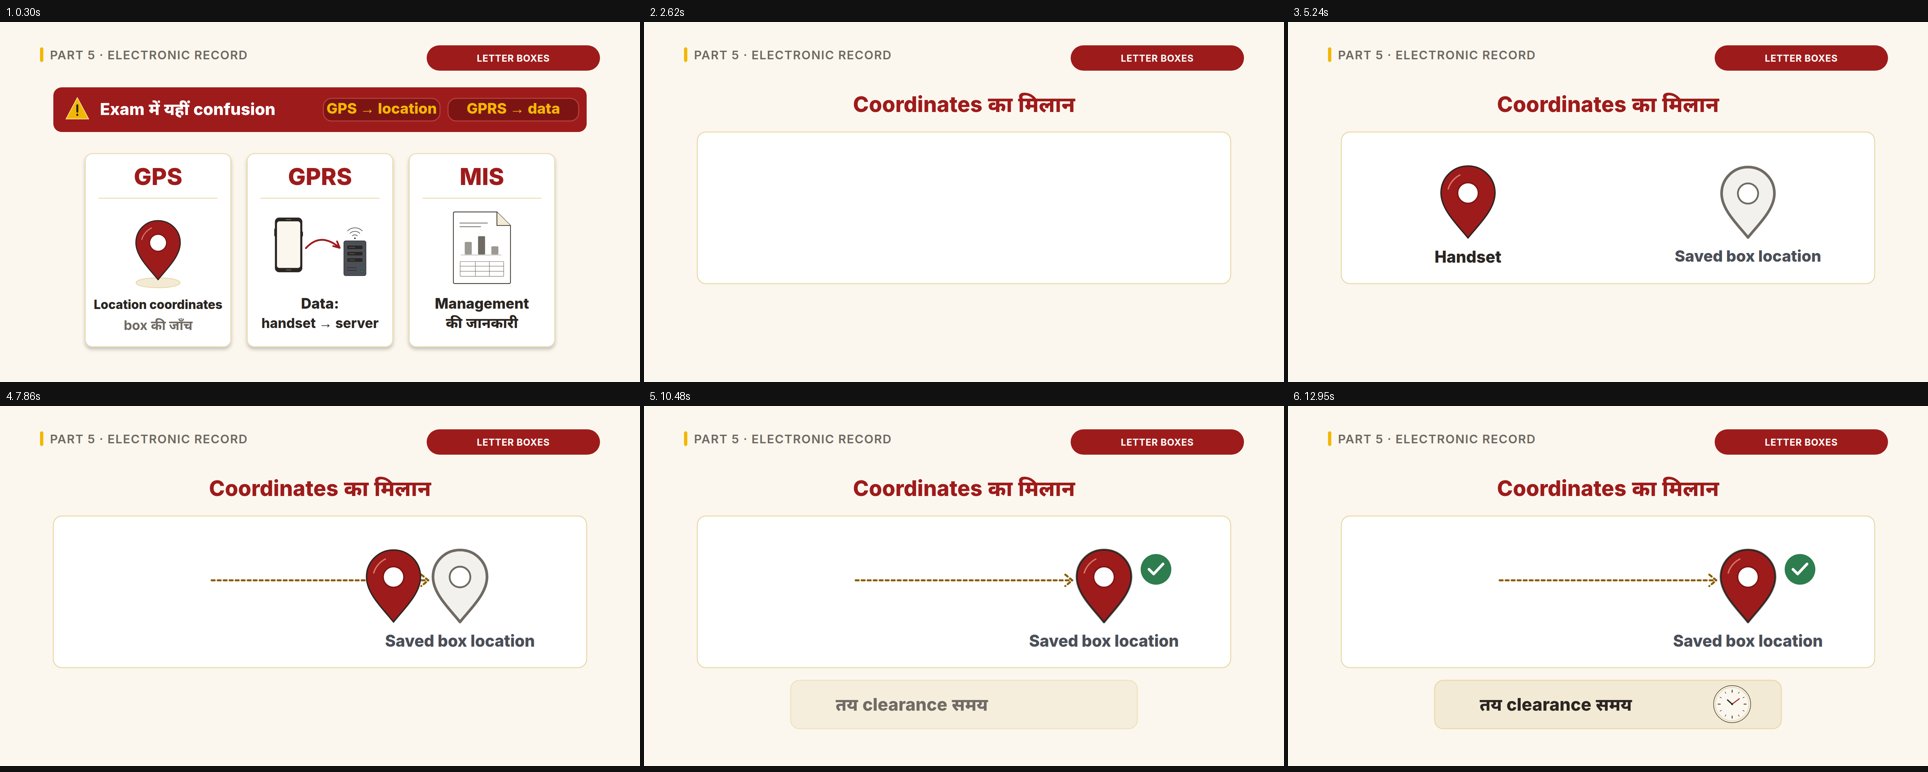 1. 0.30s
PART 5 · ELECTRONIC RECORD
LETTER BOXES
Exam में यहीं confusion
GPS → location
GPRS → data
GPS
Location coordinates
box की जाँच
GPRS
Data:
handset → server
MIS
Management
की जानकारी
2. 2.62s
PART 5 · ELECTRONIC RECORD
LETTER BOXES
Coordinates का मिलान
3. 5.24s
PART 5 · ELECTRONIC RECORD
LETTER BOXES
Coordinates का मिलान
Handset
Saved box location
4. 7.86s
PART 5 · ELECTRONIC RECORD
LETTER BOXES
Coordinates का मिलान
Saved box location
5. 10.48s
PART 5 · ELECTRONIC RECORD
LETTER BOXES
Coordinates का मिलान
Saved box location
तय clearance समय
6. 12.95s
PART 5 · ELECTRONIC RECORD
LETTER BOXES
Coordinates का मिलान
Saved box location
तय clearance समय